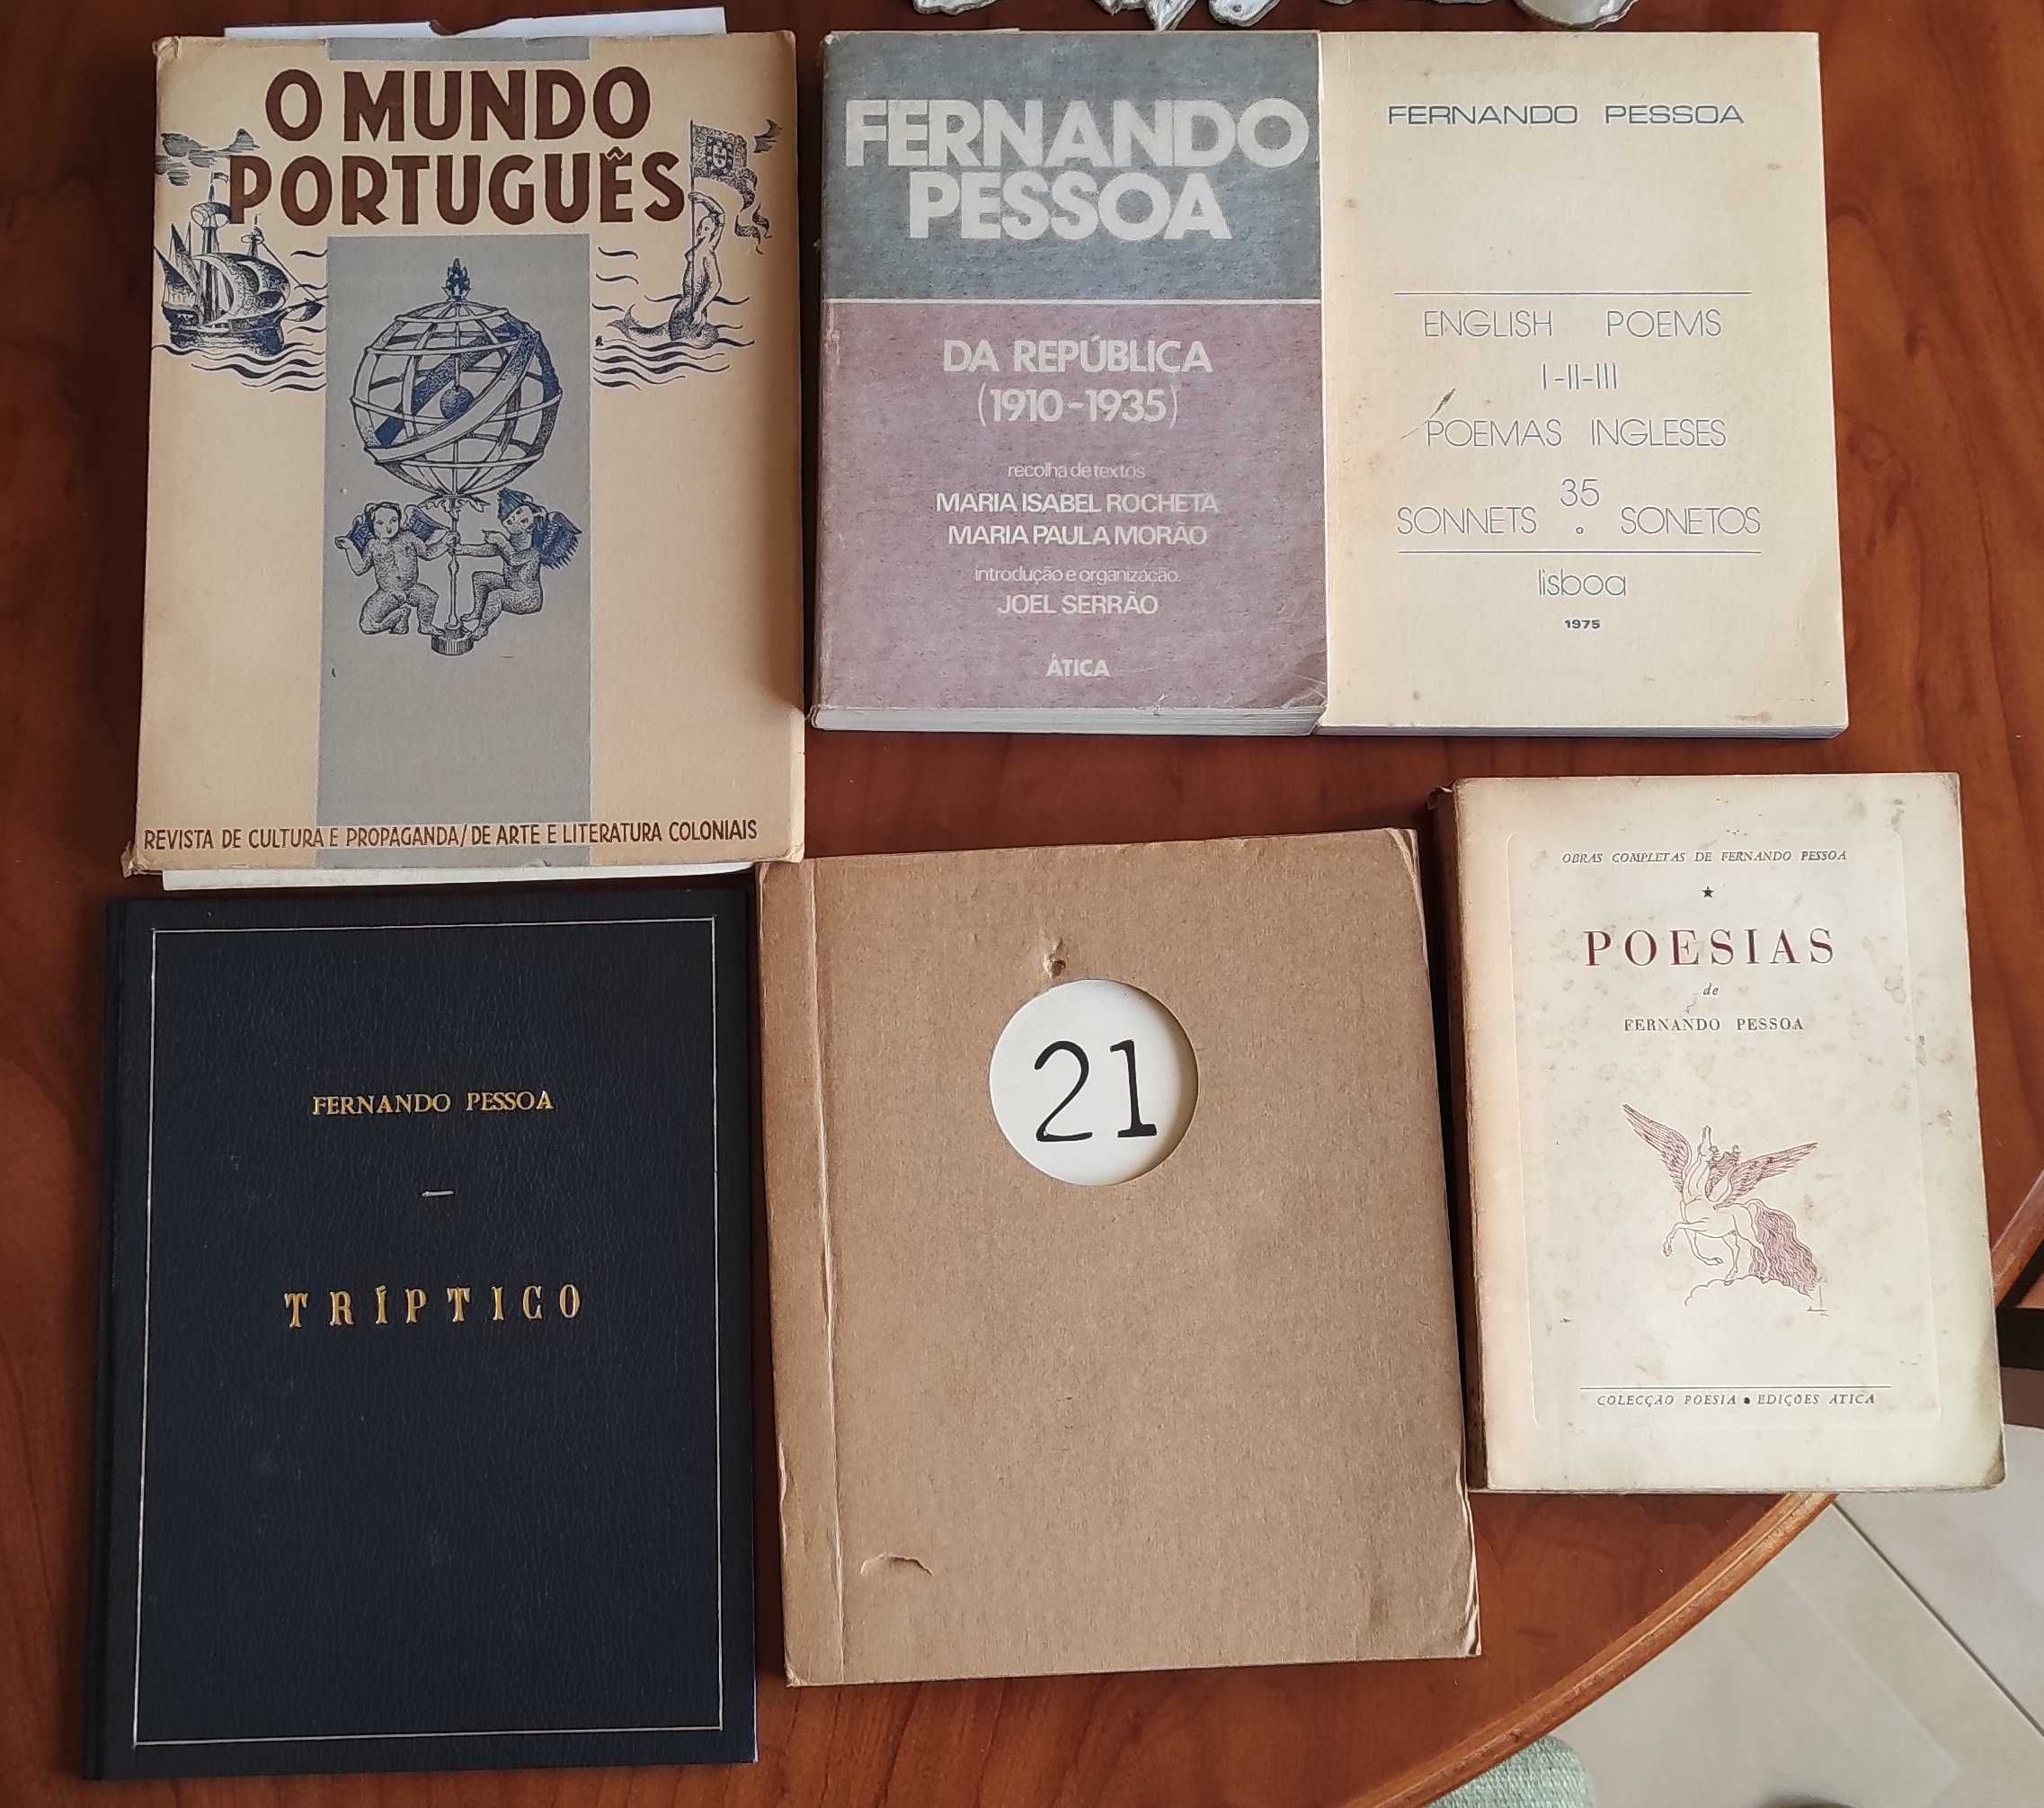 O MUNDO
PORTUGUÊS
REVISTA DE CULTURA E PROPAGANDA/DE ARTE E LITERATURA COLONIAIS
FERNANDO
PESSOA
DA REPÚBLICA
(1910-1935)
recolha de textos
MARIA ISABEL ROCHETA
MARIA PAULA MORÃO
introdução e organização
JOEL SERRÃO
ÁTICA
FERNANDO PESSOA
ENGLISH POEMS
I-II-III
POEMAS INGLESES
35
SONNETS SONETOS
lisboa
1975
FERNANDO PESSOA
TRÍPTICO
21
OBRAS COMPLETAS DE FERNANDO PESSOA
POESIAS
de
FERNANDO PESSOA
COLECÇÃO POESIA • EDIÇÕES ÁTICA